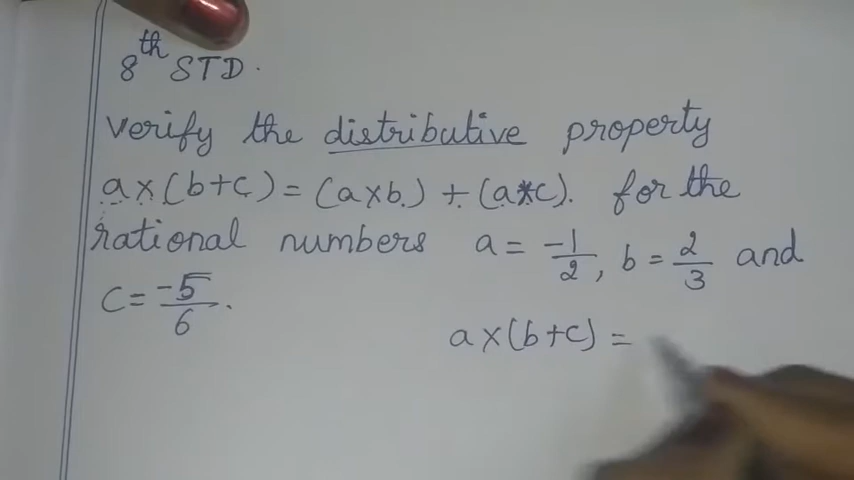 8th STD.
verify the distributive property
a×(b+c) = (a×b) + (a*c). for the
rational numbers a = -1/2, b = 2/3 and
c = -5/6.
a×(b+c) =